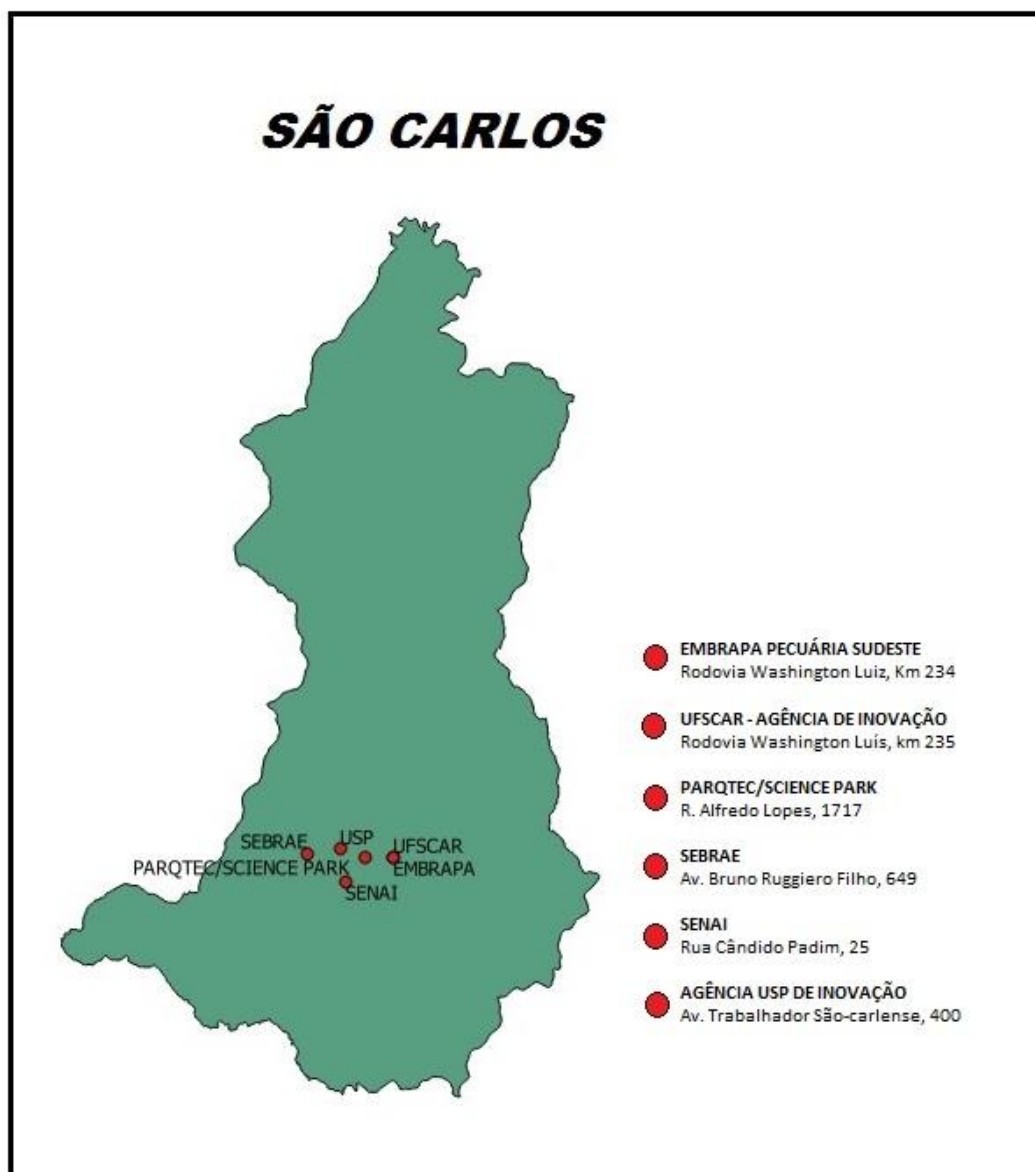 SÃO CARLOS
EMBRAPA PECUÁRIA SUDESTE
Rodovia Washington Luiz, Km 234
UFSCAR - AGÊNCIA DE INOVAÇÃO
Rodovia Washington Luís, km 235
PARQTEC/SCIENCE PARK
R. Alfredo Lopes, 1717
SEBRAE
Av. Bruno Ruggiero Filho, 649
SENAI
Rua Cândido Padim, 25
AGÊNCIA USP DE INOVAÇÃO
Av. Trabalhador São-carlense, 400
USP
SEBRAE
UFSCAR
PARQTEC/SCIENCE PARK
EMBRAPA
SENAI